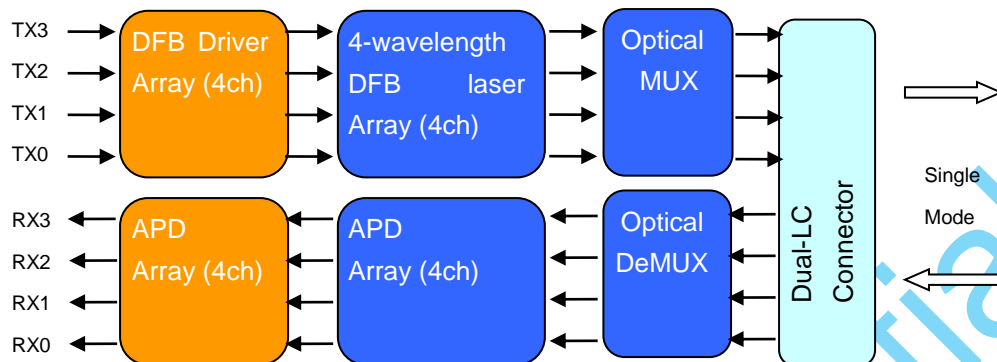 TX3
TX2
TX1
TX0
DFB Driver
Array (4ch)
4-wavelength
DFB laser
Array (4ch)
Optical
MUX
RX3
RX2
RX1
RX0
APD
Array (4ch)
APD
Array (4ch)
Optical
DeMUX
Dual-LC
Connector
Single
Mode